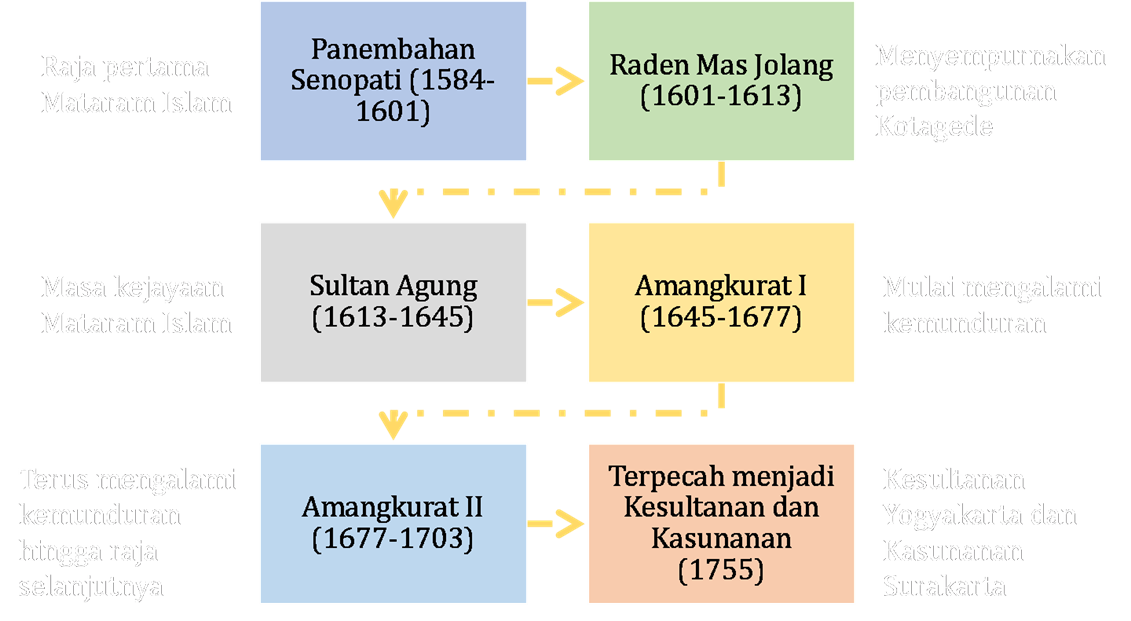 Raja pertama
Mataram Islam
Panembahan
Senopati (1584-
1601)
Raden Mas Jolang
(1601-1613)
Menyempurnakan
pembangunan
Kotagede
Masa kejayaan
Mataram Islam
Sultan Agung
(1613-1645)
Amangkurat I
(1645-1677)
Mulai mengalami
kemunduran
Terus mengalami
kemunduran
hingga raja
selanjutnya
Amangkurat II
(1677-1703)
Terpecah menjadi
Kesultanan dan
Kasunanan
(1755)
Kesultanan
Yogyakarta dan
Kasunanan
Surakarta